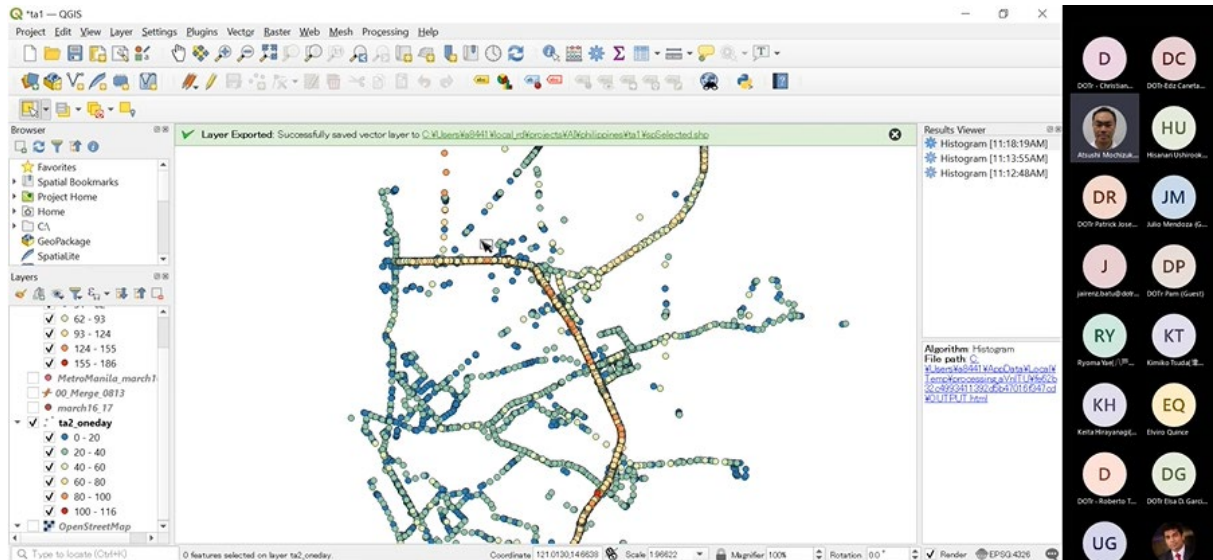 *ta1 — QGIS
Project Edit View Layer Settings Plugins Vector Raster Web Mesh Processing Help
Browser
Favorites
Spatial Bookmarks
Project Home
Home
C:\
GeoPackage
SpatiaLite
Layers
62 - 93
93 - 124
124 - 155
155 - 186
MetroManila_march1
00_Merge_0813
march16_17
ta2_oneday
0 - 20
20 - 40
40 - 60
60 - 80
80 - 100
100 - 116
OpenStreetMap
Layer Exported: Successfully saved vector layer to C:¥Users¥a8441¥local_rd¥projects¥AI¥philippines¥ta1¥spSelected.shp
Results Viewer
Histogram [11:18:19AM]
Histogram [11:13:55AM]
Histogram [11:12:48AM]
Algorithm: Histogram
File path: C:
¥Users¥a8441¥AppData¥Local¥
¥OUTPUT.html
Type to locate (Ctrl+K)
0 features selected on layer ta2_oneday.
Coordinate 121.0130,14.6638
Scale 1:96622
Magnifier 100%
Rotation 0.0 °
Render
EPSG:4326
D
DOTr - Christian...
DC
DOTr-Edz Caneta...
Atsushi Mochizuk...
HU
Hisanari Ushirook...
DR
DOTr Patrick Jose...
JM
Julio Mendoza (G...
J
jairenz.batu@dotr...
DP
DOTr Pam (Guest)
RY
KT
KH
Keita Hirayanagi(...
EQ
Elviro Quince
D
DOTr - Roberto T...
DG
DOTr Elsa D. Garci...
UG